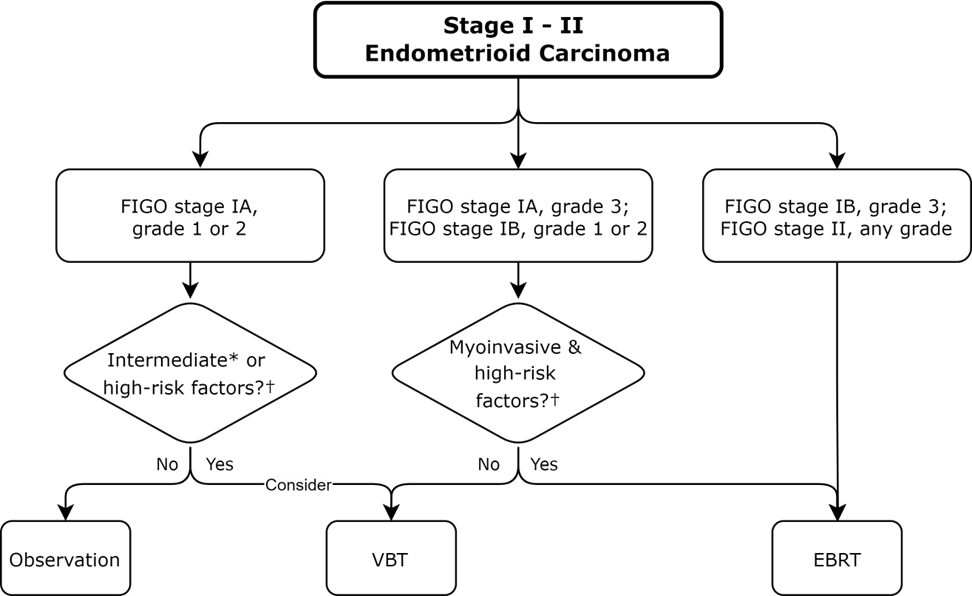 Stage I - II
Endometrioid Carcinoma
FIGO stage IA,
grade 1 or 2
FIGO stage IA, grade 3;
FIGO stage IB, grade 1 or 2
FIGO stage IB, grade 3;
FIGO stage II, any grade
Intermediate* or
high-risk factors?†
Myoinvasive &
high-risk
factors?†
No
Yes
Consider
No
Yes
Observation
VBT
EBRT